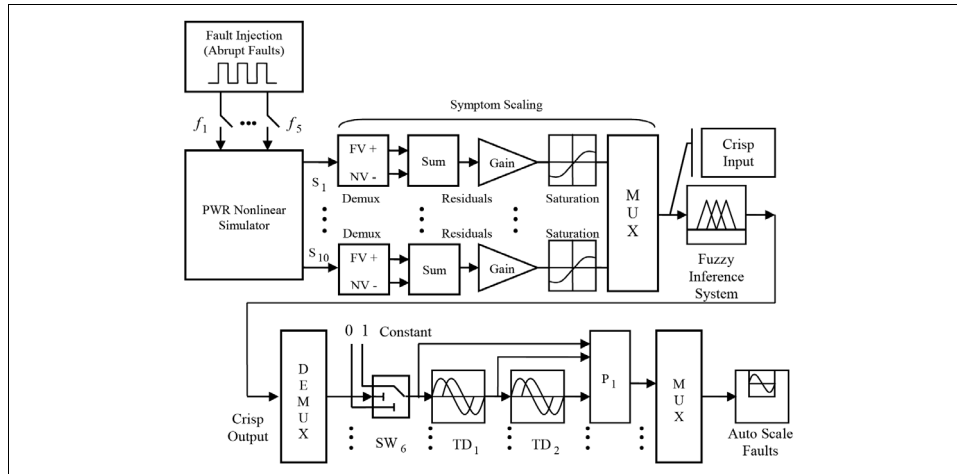 Fault Injection
(Abrupt Faults)
f1 ••• f5
Symptom Scaling
PWR Nonlinear
Simulator
S1
FV +
NV -
Demux
Sum
Residuals
Gain
Saturation
S10
Demux
FV +
NV -
Sum
Residuals
Gain
Saturation
M
U
X
Crisp
Input
Fuzzy
Inference
System
Crisp
Output
D
E
M
U
X
0 1 Constant
SW6
TD1
TD2
P1
M
U
X
Auto Scale
Faults